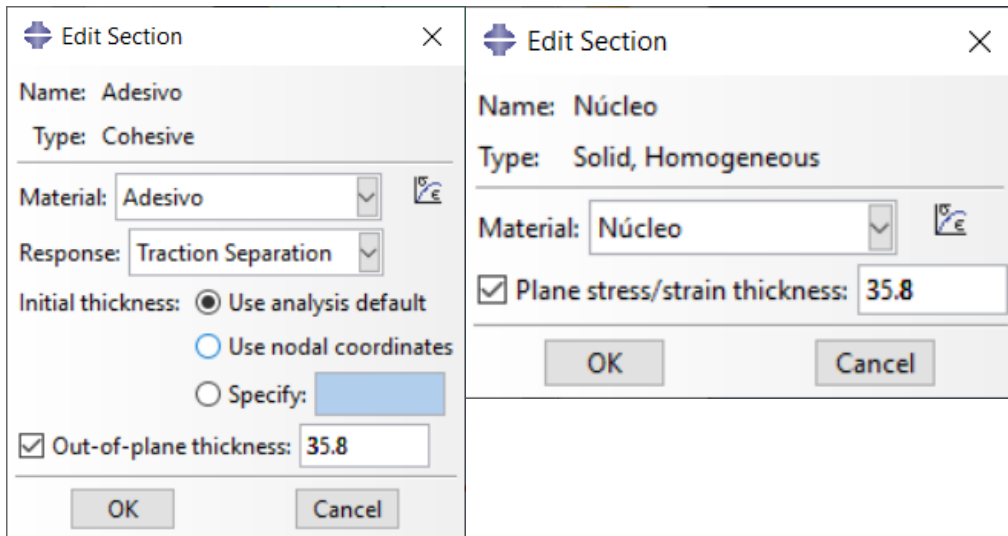 Edit Section
Name: Adesivo
Type: Cohesive
Material: Adesivo
Response: Traction Separation
Initial thickness: Use analysis default
Use nodal coordinates
Specify:
Out-of-plane thickness: 35.8
OK Cancel
Edit Section
Name: Núcleo
Type: Solid, Homogeneous
Material: Núcleo
Plane stress/strain thickness: 35.8
OK Cancel